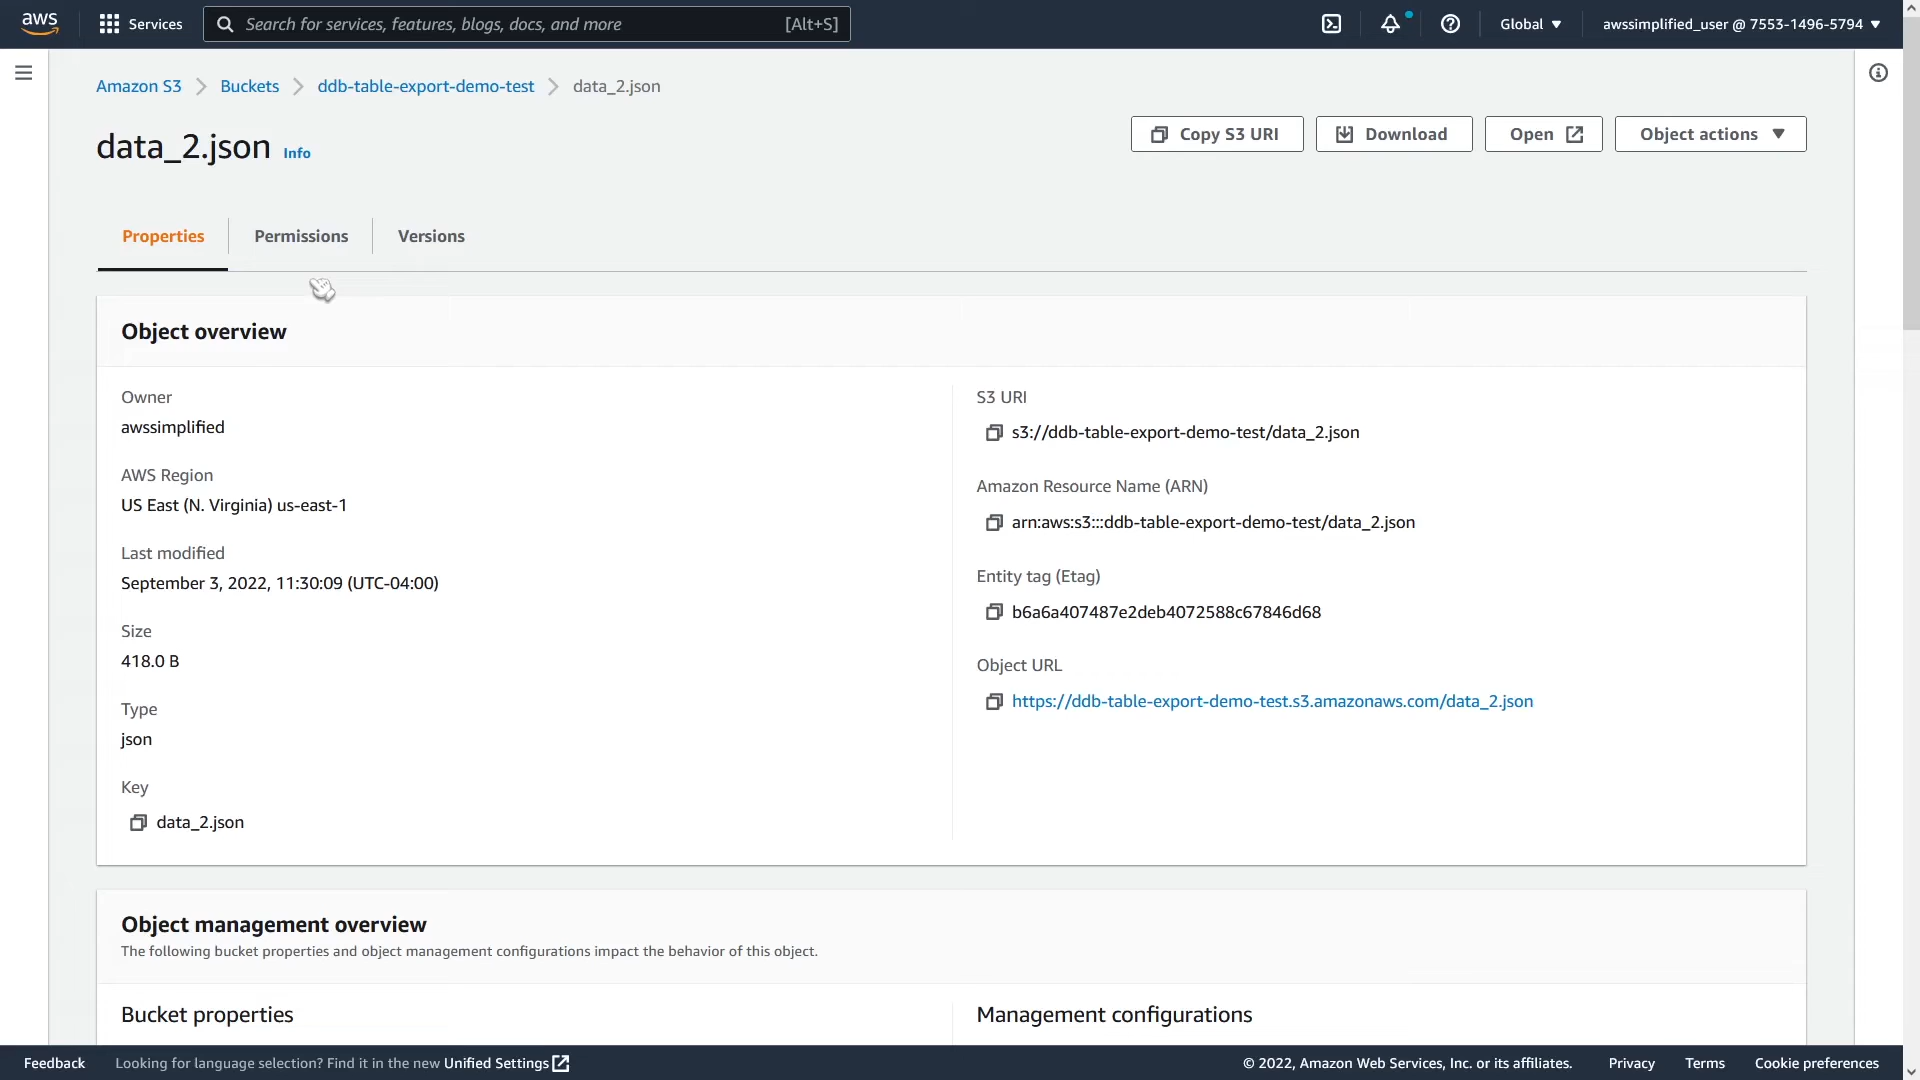 aws
Services
Search for services, features, blogs, docs, and more
[Alt+S]
Global
awssimplified_user @ 7553-1496-5794
Amazon S3
Buckets
ddb-table-export-demo-test
data_2.json
data_2.json
Info
Copy S3 URI
Download
Open
Object actions
Properties
Permissions
Versions
Object overview
Owner
awssimplified
AWS Region
US East (N. Virginia) us-east-1
Last modified
September 3, 2022, 11:30:09 (UTC-04:00)
Size
418.0 B
Type
json
Key
data_2.json
S3 URI
s3://ddb-table-export-demo-test/data_2.json
Amazon Resource Name (ARN)
arn:aws:s3:::ddb-table-export-demo-test/data_2.json
Entity tag (Etag)
b6a6a407487e2deb4072588c67846d68
Object URL
https://ddb-table-export-demo-test.s3.amazonaws.com/data_2.json
Object management overview
The following bucket properties and object management configurations impact the behavior of this object.
Bucket properties
Management configurations
Feedback
Looking for language selection? Find it in the new Unified Settings
© 2022, Amazon Web Services, Inc. or its affiliates.
Privacy
Terms
Cookie preferences